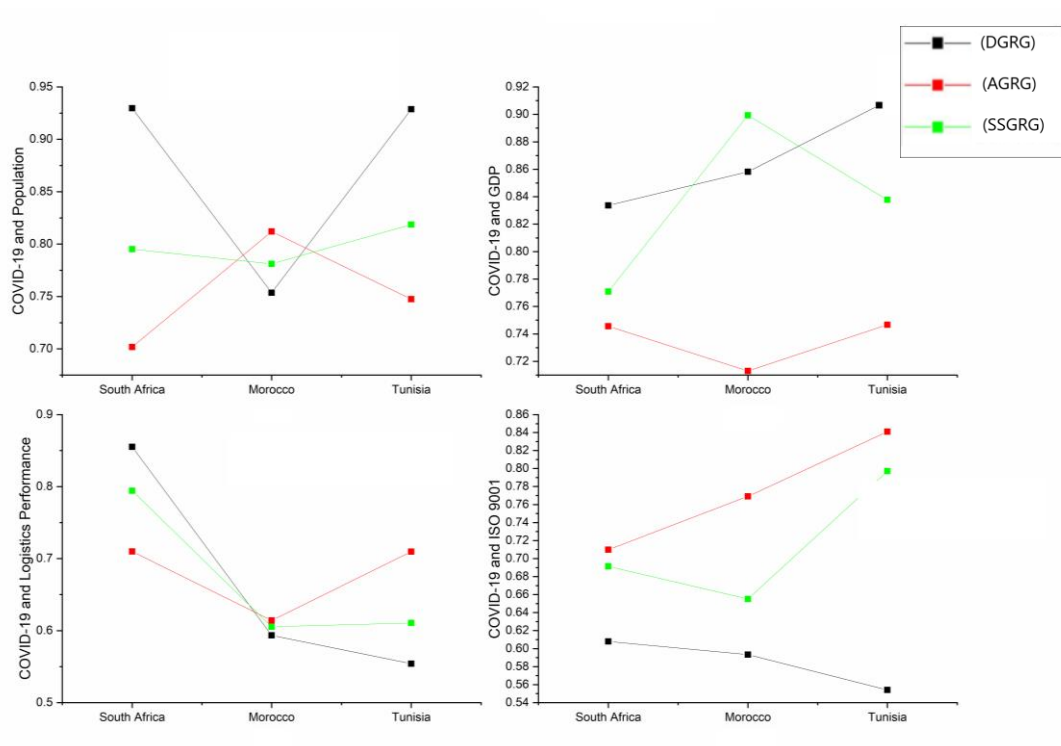 (DGRG)
(AGRG)
(SSGRG)
COVID-19 and Population
0.95
0.90
0.85
0.80
0.75
0.70
South Africa
Morocco
Tunisia
COVID-19 and GDP
0.92
0.90
0.88
0.86
0.84
0.82
0.80
0.78
0.76
0.74
0.72
South Africa
Morocco
Tunisia
COVID-19 and Logistics Performance
0.9
0.8
0.7
0.6
0.5
South Africa
Morocco
Tunisia
COVID-19 and ISO 9001
0.86
0.84
0.82
0.80
0.78
0.76
0.74
0.72
0.70
0.68
0.66
0.64
0.62
0.60
0.58
0.56
0.54
South Africa
Morocco
Tunisia